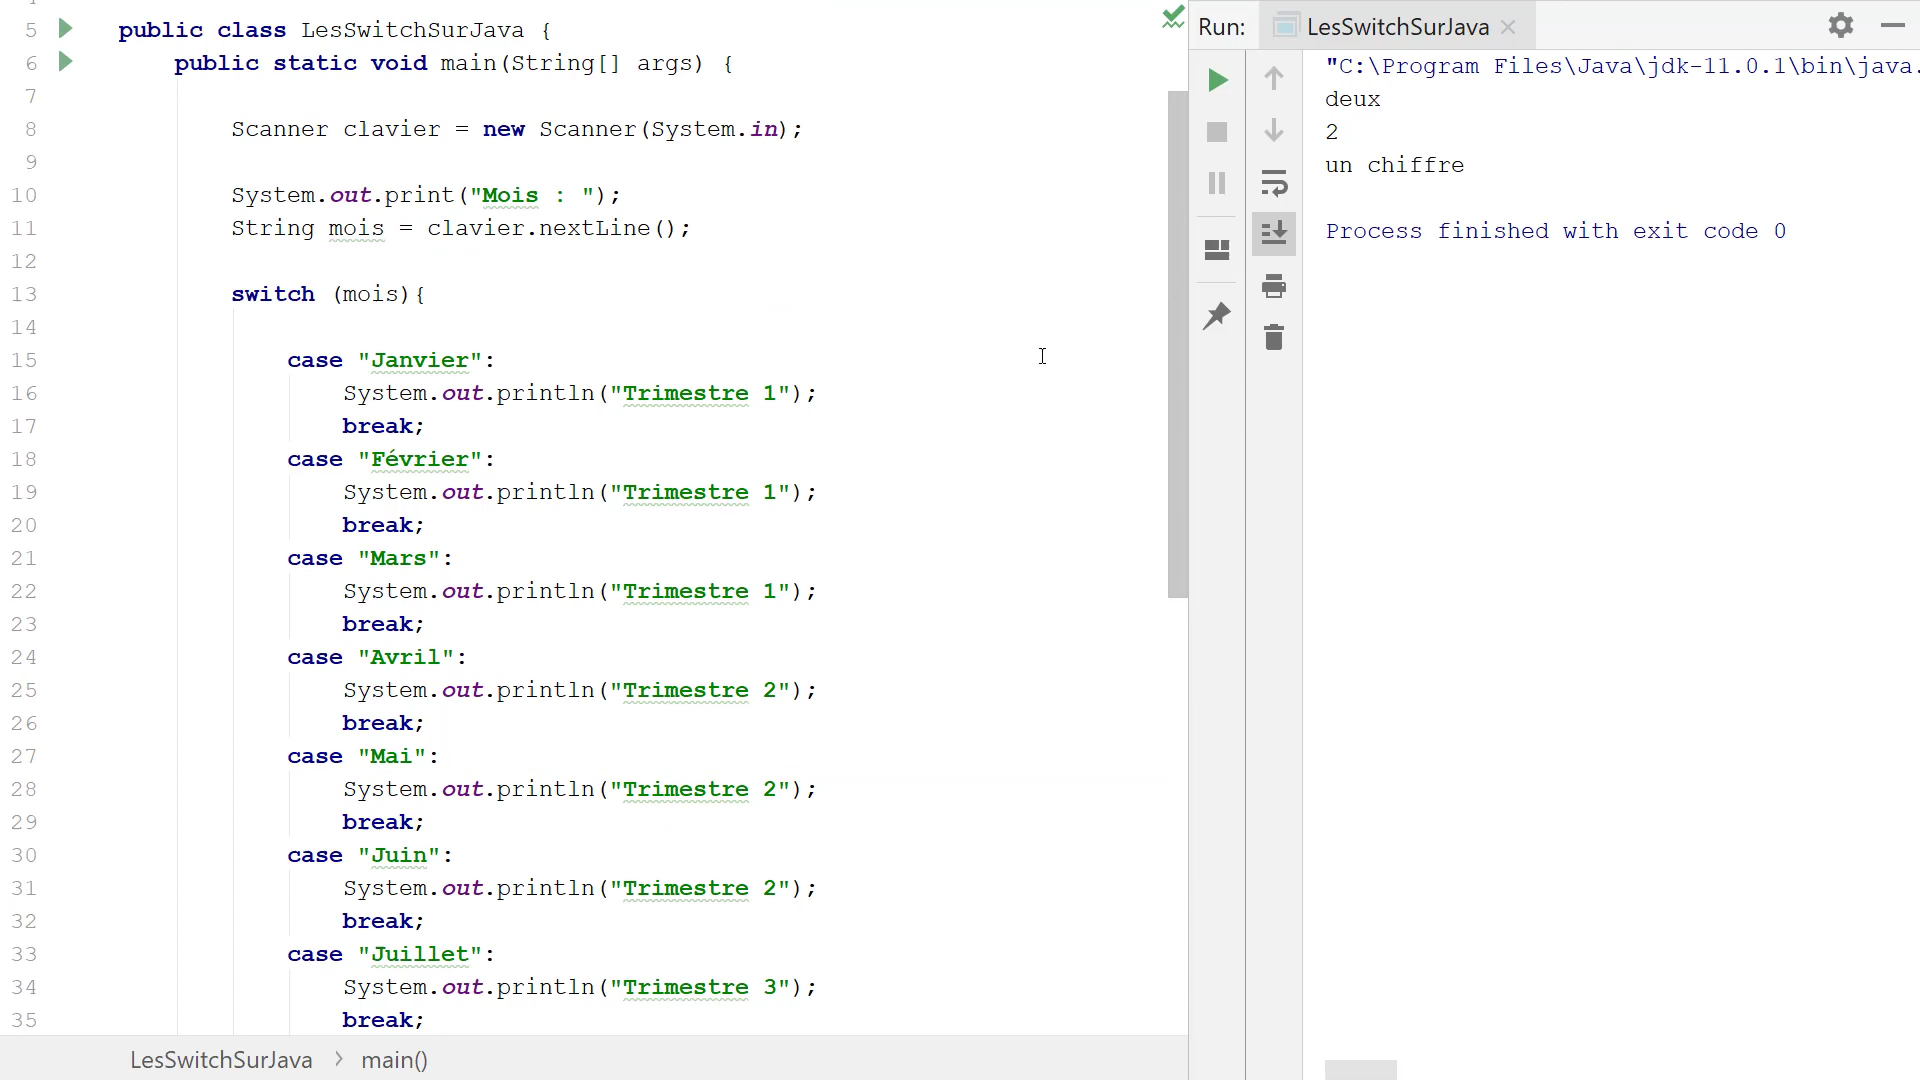 5 public class LesSwitchSurJava {
6 public static void main(String[] args) {
7
8 Scanner clavier = new Scanner(System.in);
9
10 System.out.print("Mois : ");
11 String mois = clavier.nextLine();
12
13 switch (mois){
14
15 case "Janvier":
16 System.out.println("Trimestre 1");
17 break;
18 case "Février":
19 System.out.println("Trimestre 1");
20 break;
21 case "Mars":
22 System.out.println("Trimestre 1");
23 break;
24 case "Avril":
25 System.out.println("Trimestre 2");
26 break;
27 case "Mai":
28 System.out.println("Trimestre 2");
29 break;
30 case "Juin":
31 System.out.println("Trimestre 2");
32 break;
33 case "Juillet":
34 System.out.println("Trimestre 3");
35 break;
LesSwitchSurJava > main()
Run: LesSwitchSurJava
"C:\Program Files\Java\jdk-11.0.1\bin\java.
deux
2
un chiffre
Process finished with exit code 0